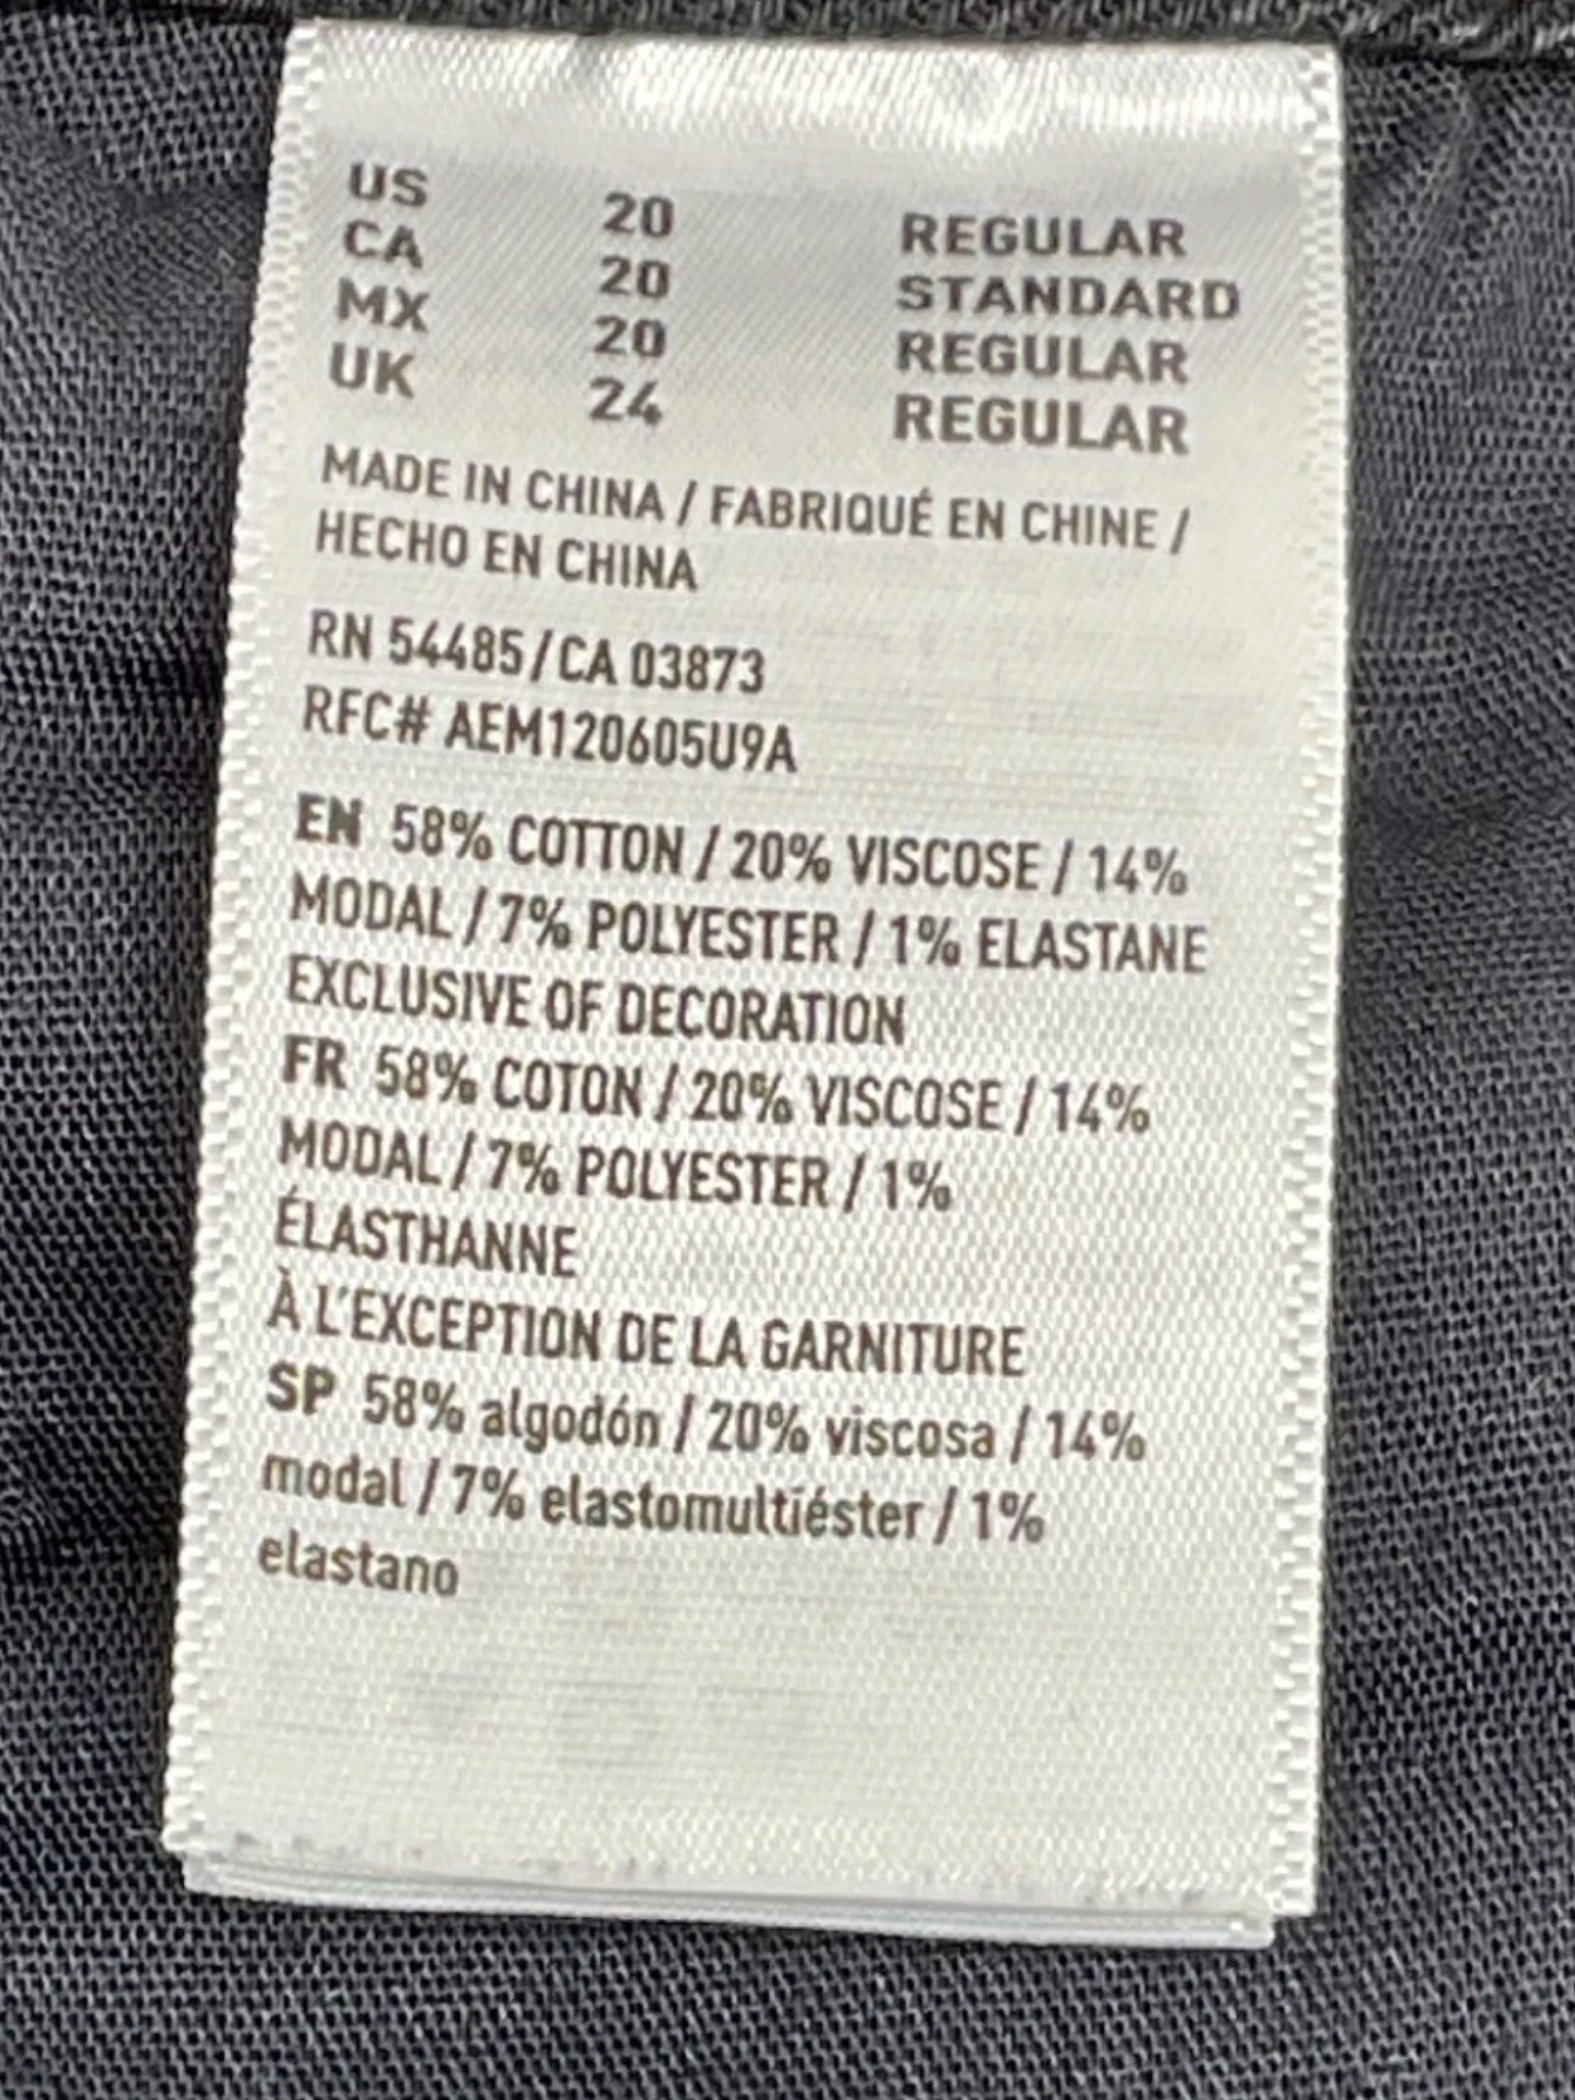 US 20 REGULAR
CA 20 STANDARD
MX 20 REGULAR
UK 24 REGULAR
MADE IN CHINA / FABRIQUÉ EN CHINE /
HECHO EN CHINA
RN 54485/CA 03873
RFC# AEM120605U9A
EN 58% COTTON / 20% VISCOSE / 14%
MODAL / 7% POLYESTER / 1% ELASTANE
EXCLUSIVE OF DECORATION
FR 58% COTON / 20% VISCOSE / 14%
MODAL / 7% POLYESTER / 1%
ÉLASTHANNE
À L'EXCEPTION DE LA GARNITURE
SP 58% algodón / 20% viscosa / 14%
modal / 7% elastomultiéster / 1%
elastano